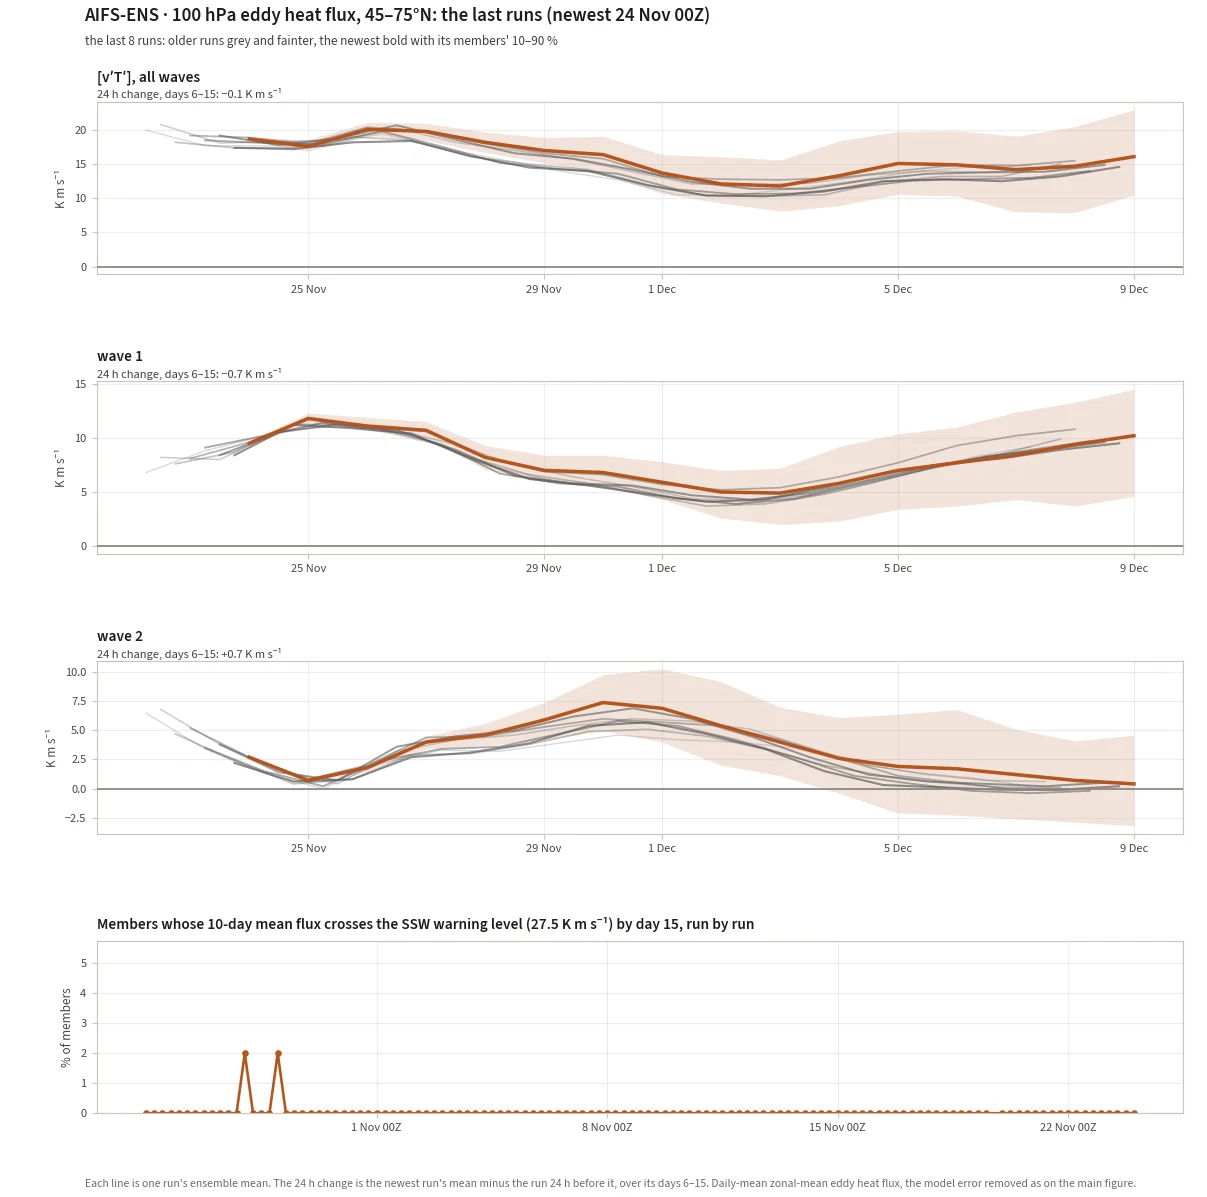 AIFS-ENS · 100 hPa eddy heat flux, 45–75°N: the last runs (newest 24 Nov 00Z)
the last 8 runs: older runs grey and fainter, the newest bold with its members' 10–90 %
[v′T′], all waves
24 h change, days 6–15: −0.1 K m s⁻¹
20
15
10
5
0
K m s⁻¹
25 Nov
29 Nov
1 Dec
5 Dec
9 Dec
wave 1
24 h change, days 6–15: −0.7 K m s⁻¹
15
10
5
0
K m s⁻¹
25 Nov
29 Nov
1 Dec
5 Dec
9 Dec
wave 2
24 h change, days 6–15: +0.7 K m s⁻¹
10.0
7.5
5.0
2.5
0.0
−2.5
K m s⁻¹
25 Nov
29 Nov
1 Dec
5 Dec
9 Dec
Members whose 10-day mean flux crosses the SSW warning level (27.5 K m s⁻¹) by day 15, run by run
5
4
3
2
1
0
% of members
1 Nov 00Z
8 Nov 00Z
15 Nov 00Z
22 Nov 00Z
Each line is one run's ensemble mean. The 24 h change is the newest run's mean minus the run 24 h before it, over its days 6–15. Daily-mean zonal-mean eddy heat flux, the model error removed as on the main figure.